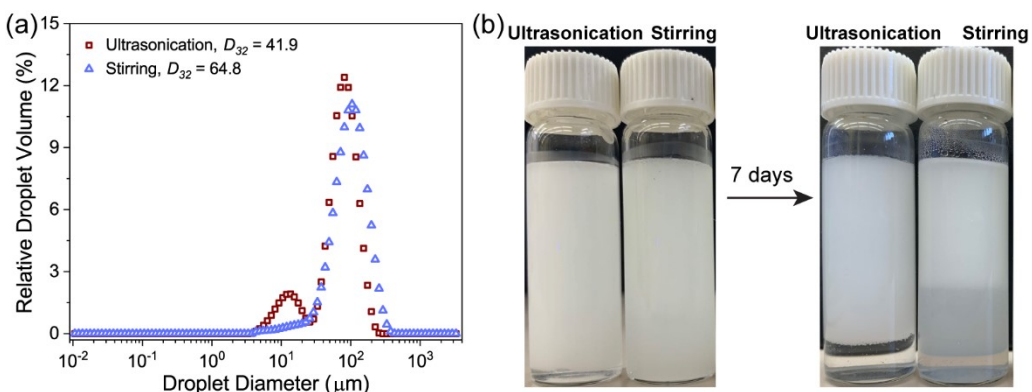 (a)
15
12
9
6
3
0
Relative Droplet Volume (%)
Ultrasonication, D32 = 41.9
Stirring, D32 = 64.8
10-2
10-1
100
101
102
103
Droplet Diameter (μm)
(b)
Ultrasonication Stirring
7 days
Ultrasonication Stirring